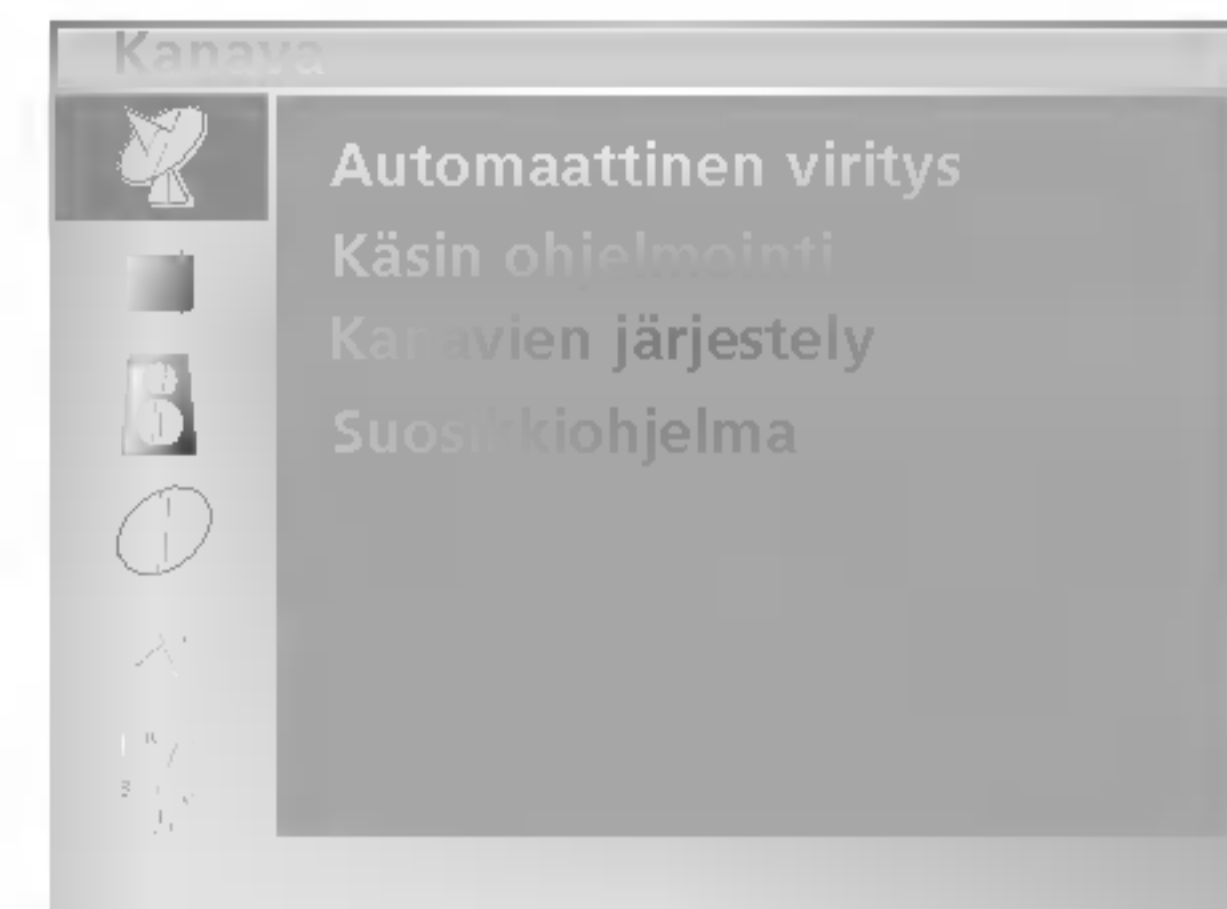 Kanava
Automaattinen viritys
Käsin ohjelmointi
Kanavien järjestely
Suosikkiohjelma